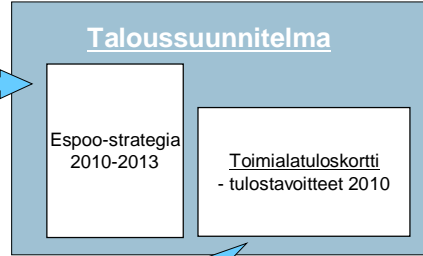 Taloussuunnitelma
Espoo-strategia
2010-2013
Toimialatuloskortti
- tulostavoitteet 2010